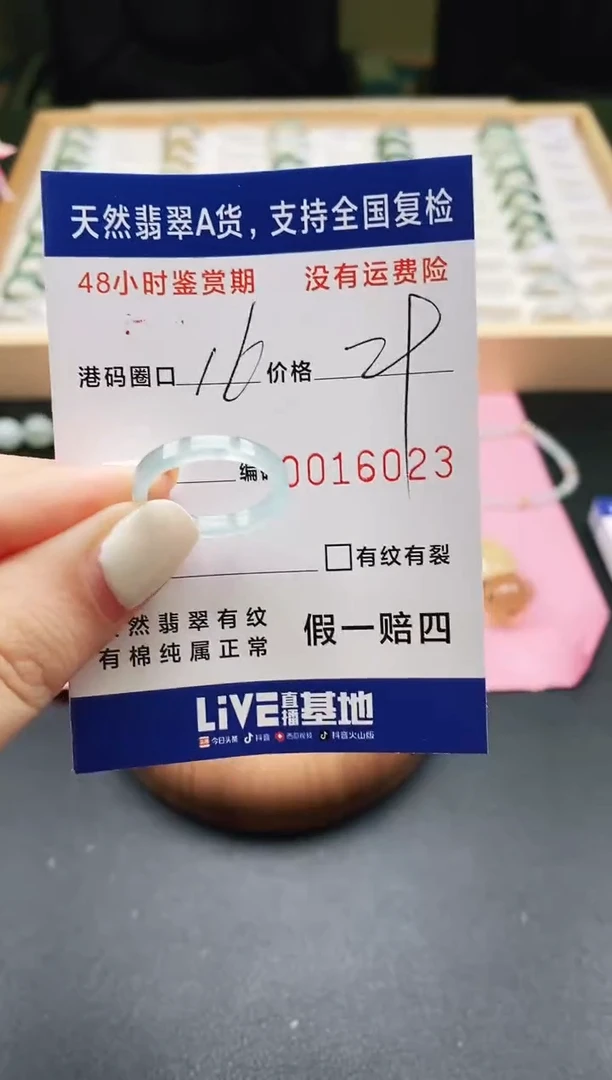 天然翡翠A货，支持全国复检
48小时鉴赏期 没有运费险
港码圈口 16 价格
编 0016023
有纹有裂
然翡翠有纹
有棉纯属正常
假一赔四
LiVE直播基地
今日头条 抖音 西瓜视频 抖音火山版